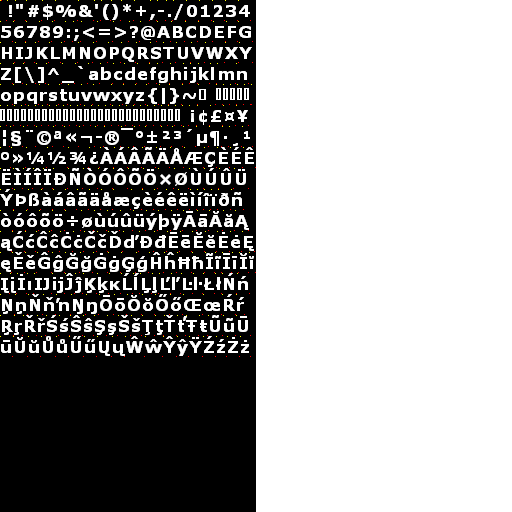 !"#$%&'()*+,-./01234
56789:;<=>?@ABCDEFG
HIJKLMNOPQRSTUVWXY
Z[\]^_`abcdefghijklmn
opqrstuvwxyz{|}~
¡¢£¤¥
¦§¨©ª«¬-®¯°±²³´µ¶·¸¹
º»¼½¾¿ÀÁÂÃÄÅÆÇÈÉÊ
ËÌÍÎÏÐÑÒÓÔÕÖ×ØÙÚÛÜ
ÝÞßàáâãäåæçèéêëìíîïðñ
òóôõö÷øùúûüýþÿĀāĂăĄ
ąĆćĈĉĊċČčĎďĐđĒēĔĕĖėĘ
ęĚěĜĝĞğĠġĢģĤĥĦħĨĩĪīĬĭ
ĮįİıĲĳĴĵĶķĸĹĺĻļĽľĿŀŁłŃń
ŅņŇňŉŊŋŌōŎŏŐőŒœŔŕ
ŖŗŘřŚśŜŝŞşŠšŢţŤťŦŧŨũŪ
ūŬŭŮůŰűŲųŴŵŶŷŸŹźŻż